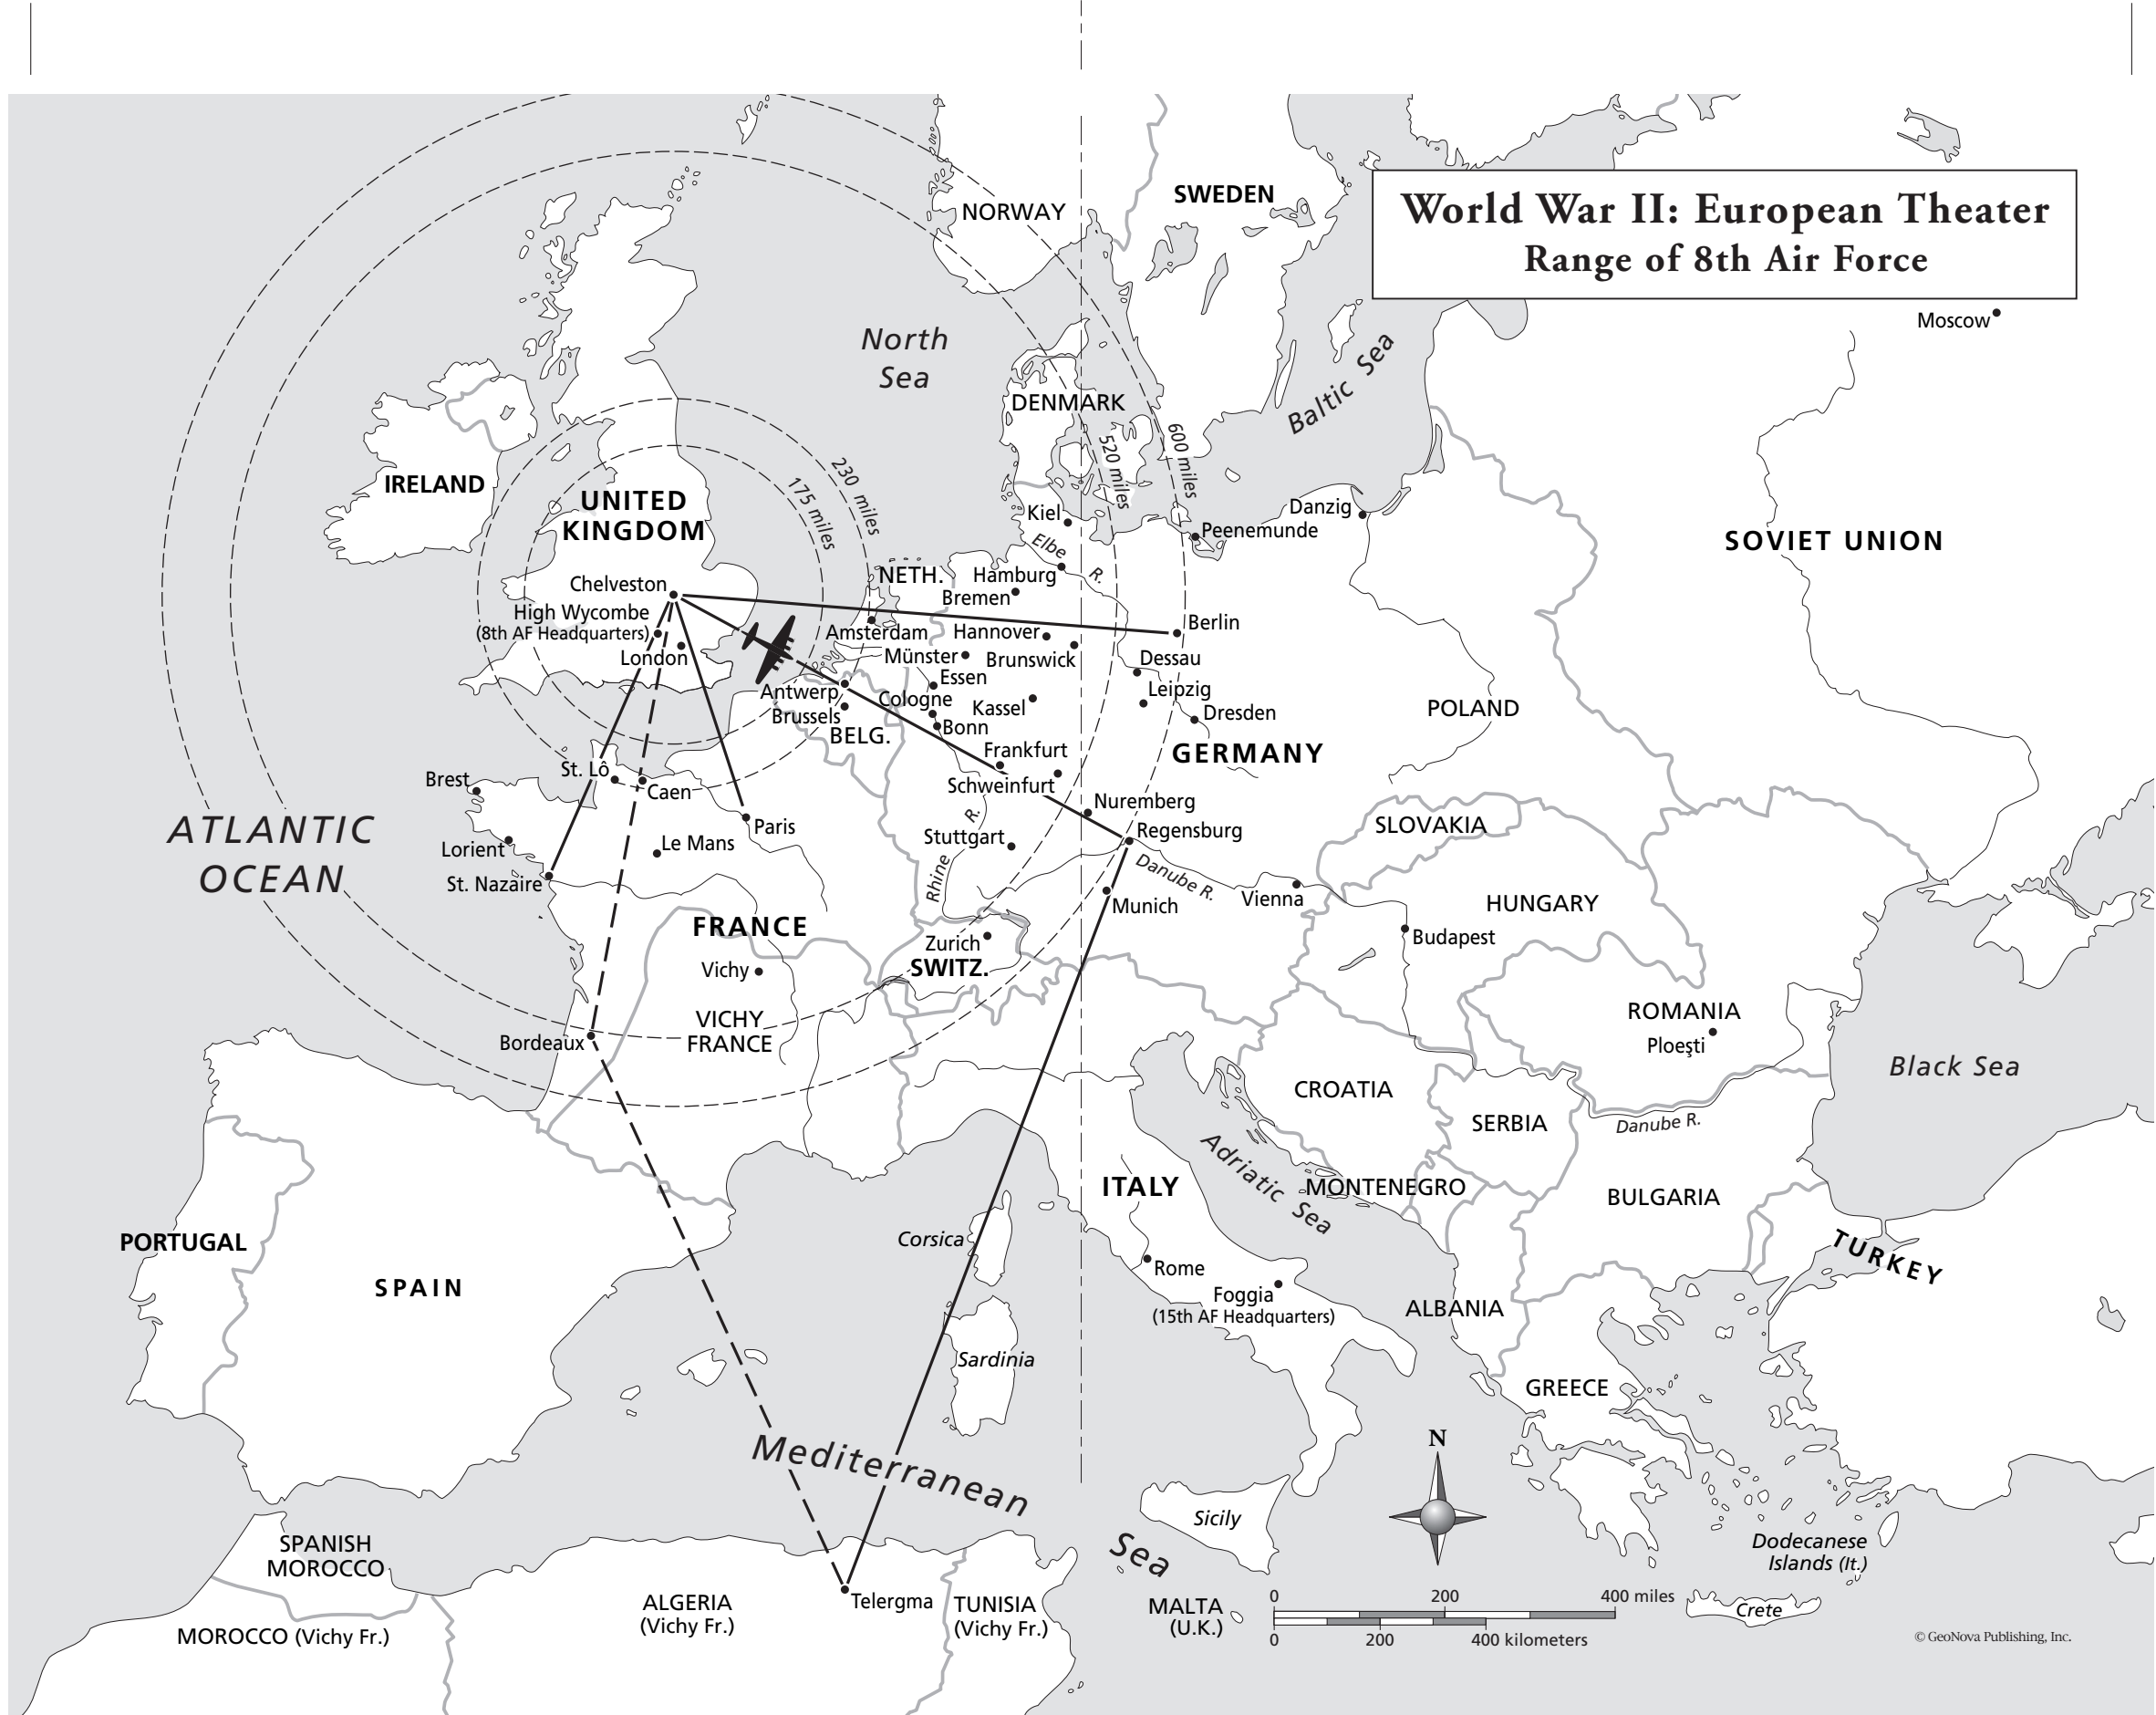 World War II: European Theater
Range of 8th Air Force
NORWAY
SWEDEN
Moscow
North
Sea
Baltic Sea
DENMARK
600 miles
520 miles
230 miles
175 miles
IRELAND
UNITED
KINGDOM
Kiel
Danzig
Peenemunde
SOVIET UNION
Elbe
R.
NETH.
Hamburg
Bremen
Chelveston
High Wycombe
(8th AF Headquarters)
London
Amsterdam
Hannover
Berlin
Münster
Brunswick
Dessau
Essen
Antwerp
Cologne
Kassel
Leipzig
Brussels
Bonn
Dresden
POLAND
BELG.
Frankfurt
GERMANY
Schweinfurt
St. Lô
Brest
Caen
Nuremberg
R.
Paris
Regensburg
SLOVAKIA
ATLANTIC
OCEAN
Lorient
Le Mans
Stuttgart
Rhine
Danube R.
St. Nazaire
Munich
Vienna
HUNGARY
FRANCE
Zurich
Budapest
SWITZ.
Vichy
VICHY
FRANCE
Bordeaux
ROMANIA
Ploeşti
Black Sea
CROATIA
SERBIA
Danube R.
Adriatic Sea
ITALY
MONTENEGRO
BULGARIA
PORTUGAL
Corsica
TURKEY
SPAIN
Rome
Foggia
(15th AF Headquarters)
ALBANIA
Sardinia
GREECE
Mediterranean
Sea
N
Sicily
SPANISH
MOROCCO
Dodecanese
Islands (It.)
ALGERIA
(Vichy Fr.)
Telergma
TUNISIA
(Vichy Fr.)
MALTA
(U.K.)
0 200 400 miles
0 200 400 kilometers
Crete
MOROCCO (Vichy Fr.)
© GeoNova Publishing, Inc.